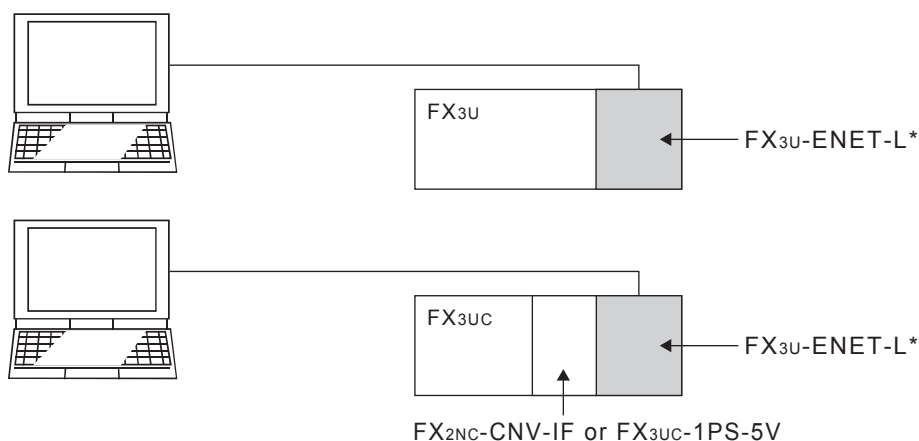 FX3U
FX3U-ENET-L*
FX3UC
FX3U-ENET-L*
FX2NC-CNV-IF or FX3UC-1PS-5V